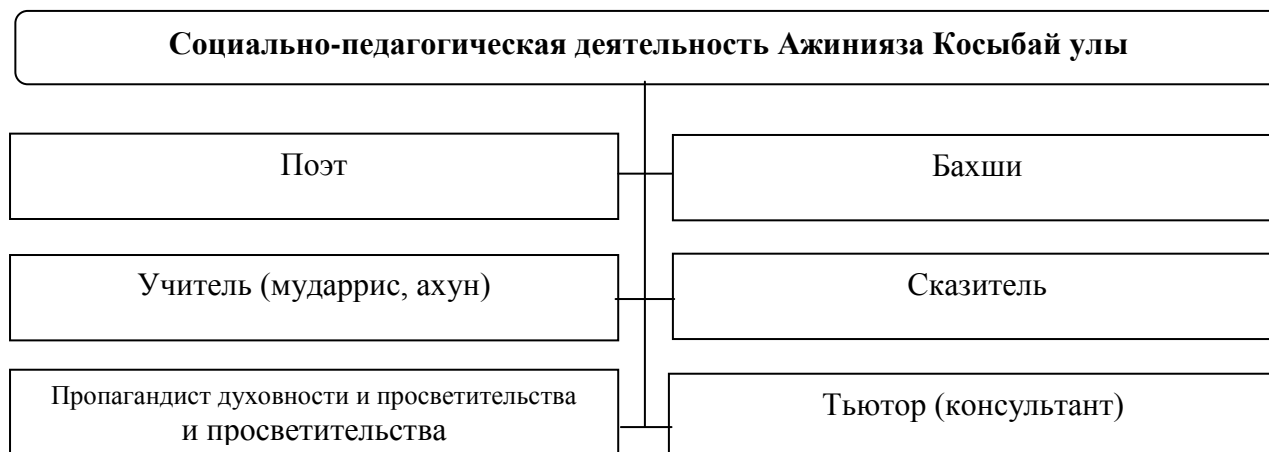 Социально-педагогическая деятельность Ажинияза Косыбай улы
Поэт
Бахши
Учитель (мударрис, ахун)
Сказитель
Пропагандист духовности и просветительства
и просветительства
Тьютор (консультант)